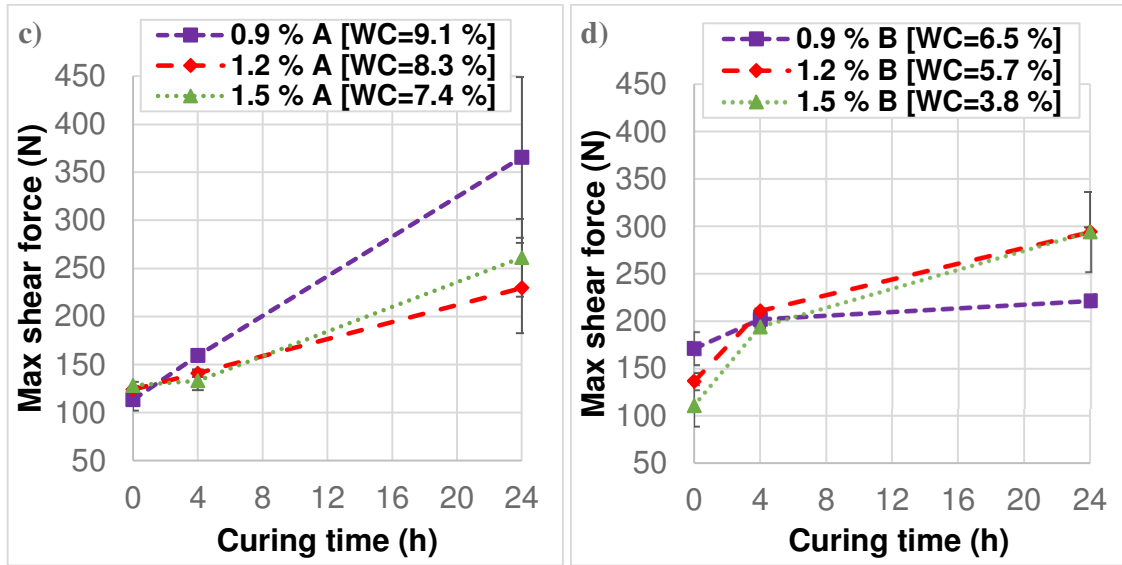 c)
0.9 % A [WC=9.1 %]
1.2 % A [WC=8.3 %]
1.5 % A [WC=7.4 %]
Max shear force (N)
450
400
350
300
250
200
150
100
50
0 4 8 12 16 20 24
Curing time (h)
d)
0.9 % B [WC=6.5 %]
1.2 % B [WC=5.7 %]
1.5 % B [WC=3.8 %]
Max shear force (N)
450
400
350
300
250
200
150
100
50
0 4 8 12 16 20 24
Curing time (h)